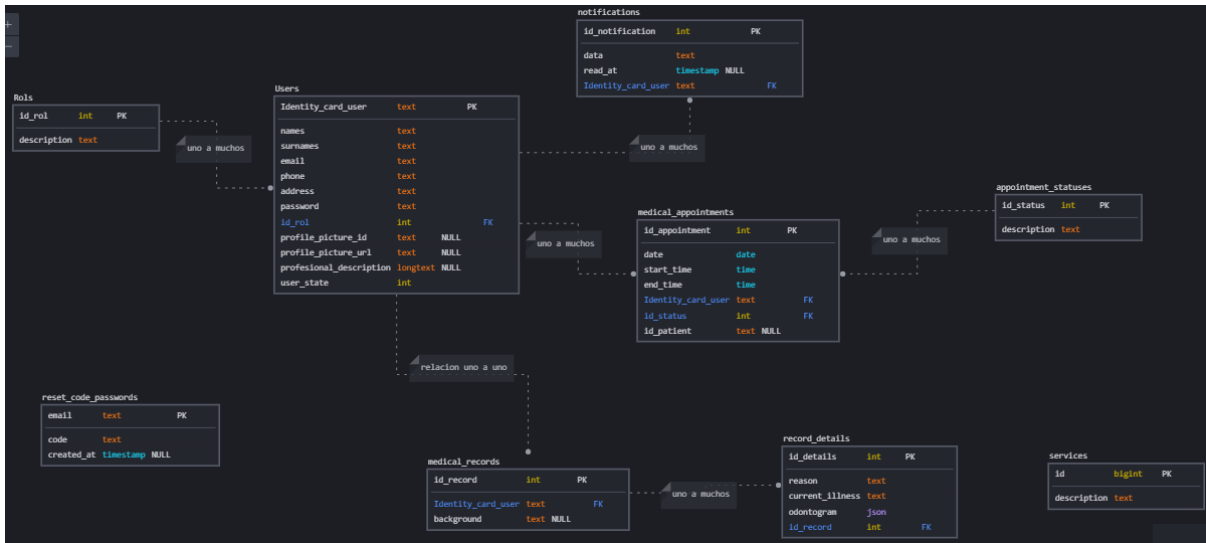 notifications
id_notification int PK
data text
read_at timestamp NULL
Identity_card_user text FK
Rols
id_rol int PK
description text
uno a muchos
Users
Identity_card_user text PK
names text
surnames text
email text
phone text
address text
password text
id_rol int FK
profile_picture_id text NULL
profile_picture_url text NULL
profesional_description longtext NULL
user_state int
uno a muchos
uno a muchos
medical_appointments
id_appointment int PK
date date
start_time time
end_time time
Identity_card_user text FK
id_status int FK
id_patient text NULL
uno a muchos
appointment_statuses
id_status int PK
description text
relacion uno a uno
reset_code_passwords
email text PK
code text
created_at timestamp NULL
medical_records
id_record int PK
Identity_card_user text FK
background text NULL
uno a muchos
record_details
id_details int PK
reason text
current_illness text
odontogram json
id_record int FK
services
id bigint PK
description text